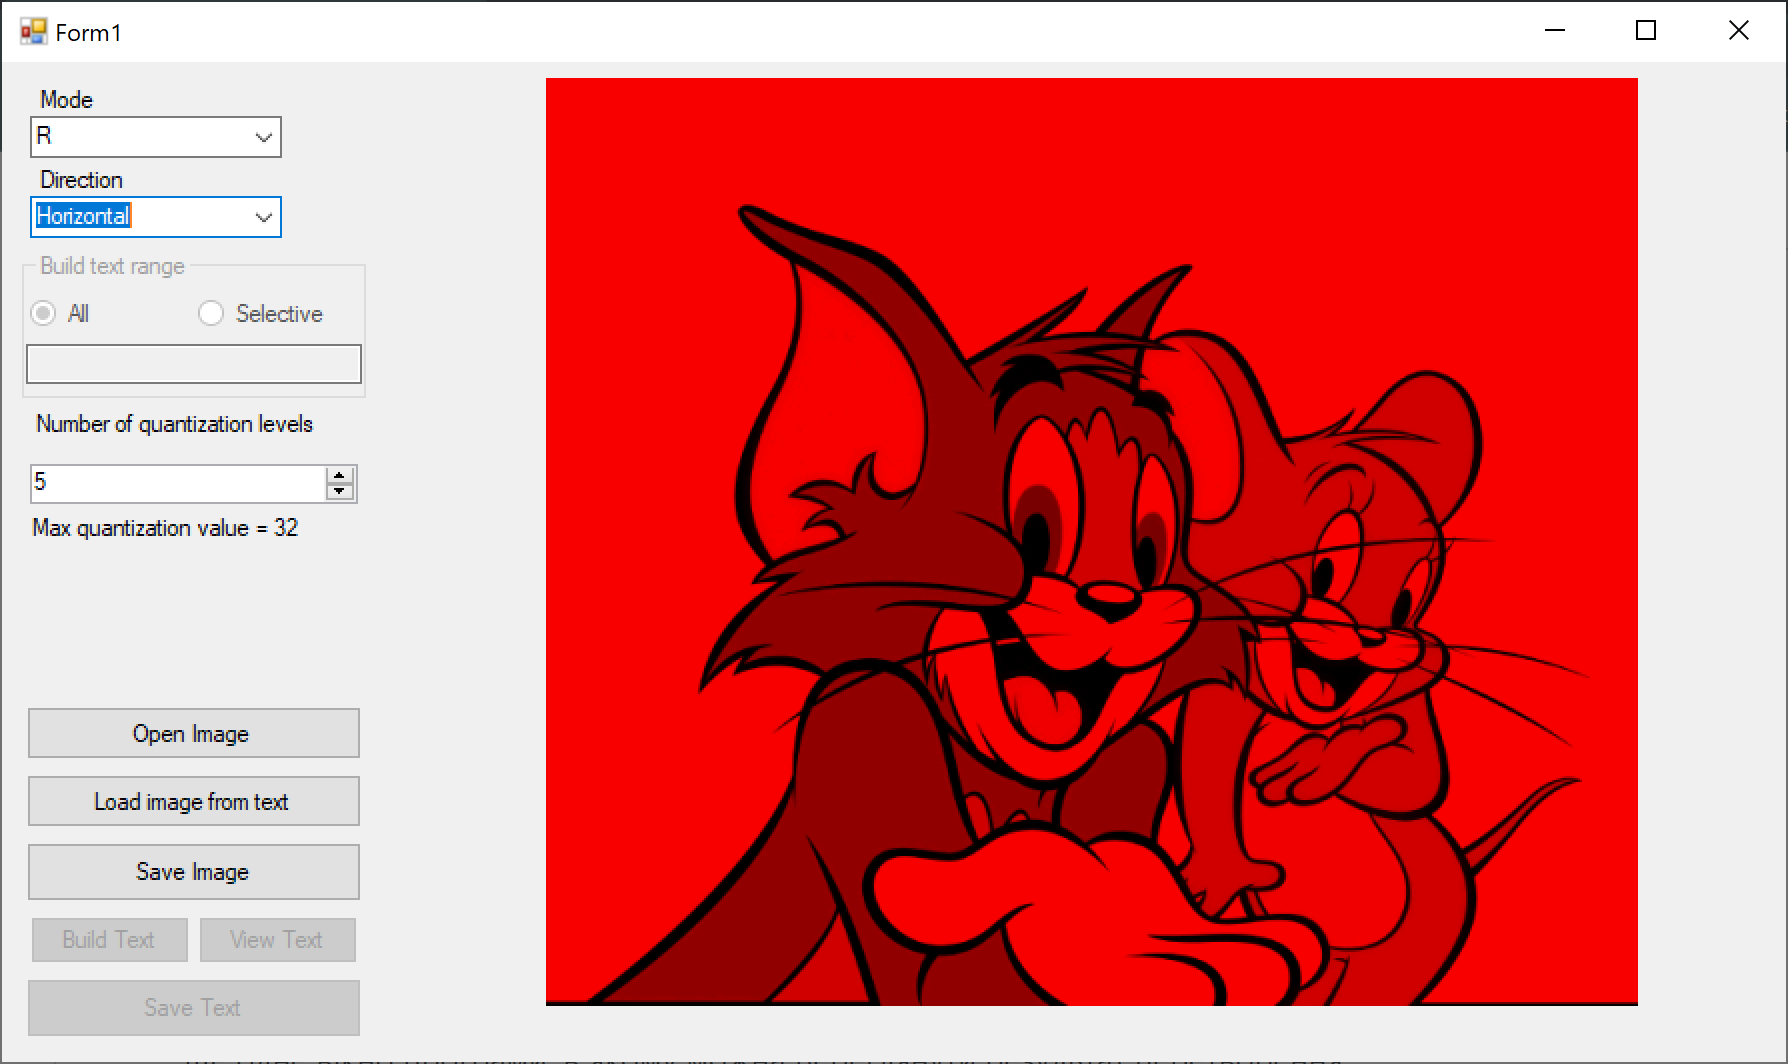 Form1
Mode
R
Direction
Horizontal
Build text range
All Selective
Number of quantization levels
5
Max quantization value = 32
Open Image
Load image from text
Save Image
Build Text View Text
Save Text